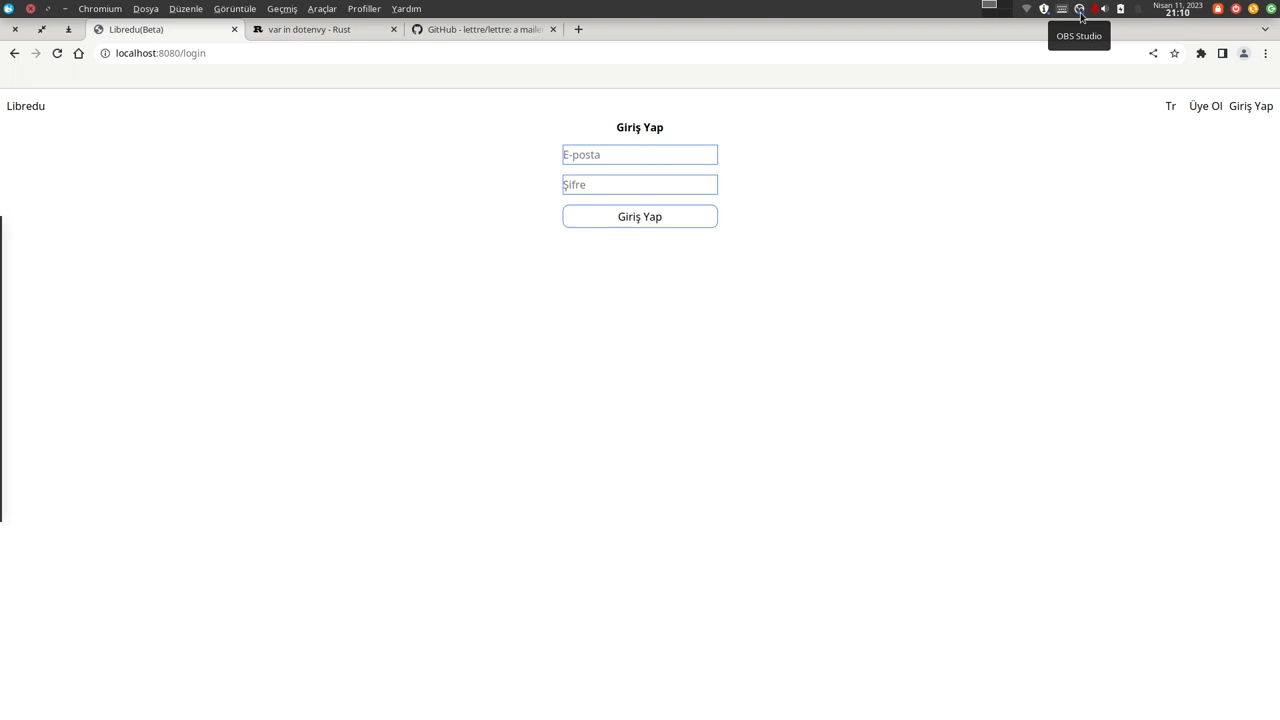 Chromium Dosya Düzenle Görüntüle Geçmiş Araçlar Profiller Yardım
Nisan 11, 2023
21:10
OBS Studio
Libredu(Beta)
var in dotenvy - Rust
GitHub - lettre/lettre: a maile
localhost:8080/login
Libredu
Tr Üye Ol Giriş Yap
Giriş Yap
E-posta
Şifre
Giriş Yap